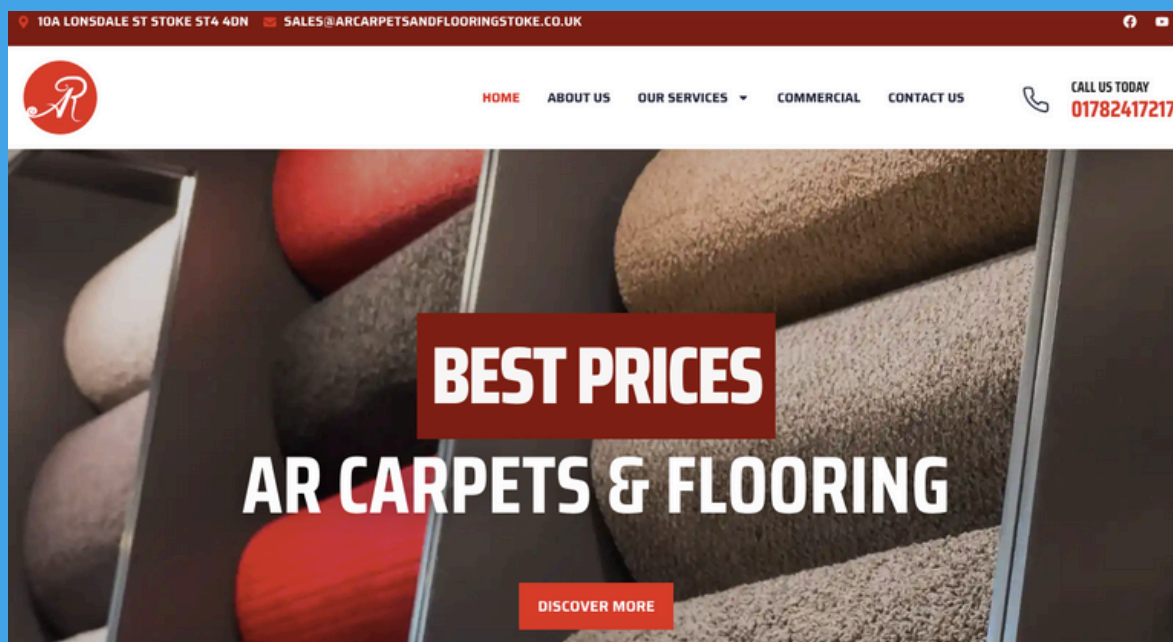 10A LONSDALE ST STOKE ST4 4DN SALES@ARCARPETSANDFLOORINGSTOKE.CO.UK
AR
HOME ABOUT US OUR SERVICES COMMERCIAL CONTACT US
CALL US TODAY
01782417217
BEST PRICES
AR CARPETS & FLOORING
DISCOVER MORE